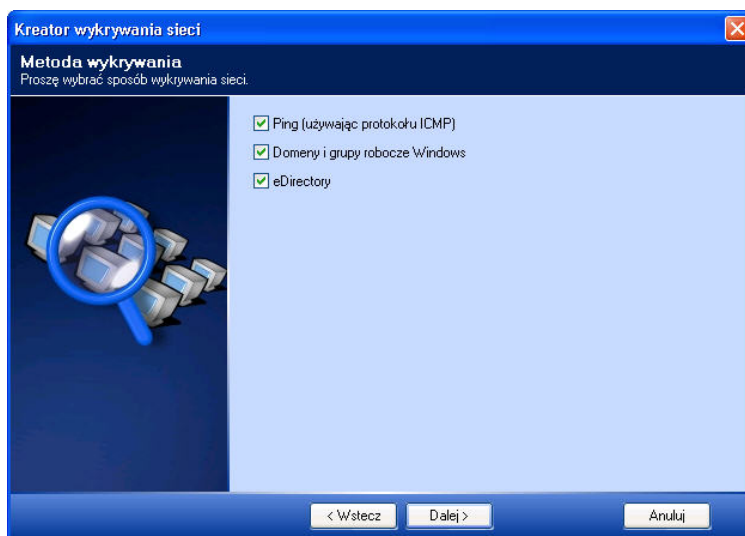 Kreator wykrywania sieci
Metoda wykrywania
Proszę wybrać sposób wykrywania sieci.
Ping (używając protokołu ICMP)
Domeny i grupy robocze Windows
eDirectory
< Wstecz
Dalej >
Anuluj